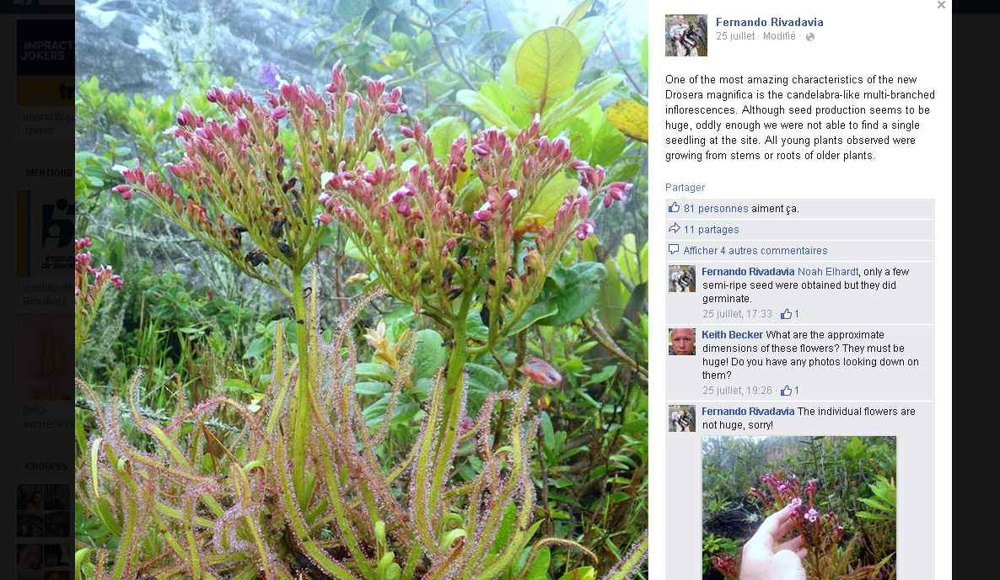 IMPRACT
JOKERS
tr
Impractical
Jokers
MENTIONS
GROUPES
Fernando Rivadavia
25 juillet · Modifié ·
One of the most amazing characteristics of the new
Drosera magnifica is the candelabra-like multi-branched
inflorescences. Although seed production seems to be
huge, oddly enough we were not able to find a single
seedling at the site. All young plants observed were
growing from stems or roots of older plants.
Partager
81 personnes aiment ça.
11 partages
Afficher 4 autres commentaires
Fernando Rivadavia Noah Elhardt, only a few
semi-ripe seed were obtained but they did
germinate.
25 juillet, 17:33 · 1
Keith Becker What are the approximate
dimensions of these flowers? They must be
huge! Do you have any photos looking down on
them?
25 juillet, 19:26 · 1
Fernando Rivadavia The individual flowers are
not huge, sorry!